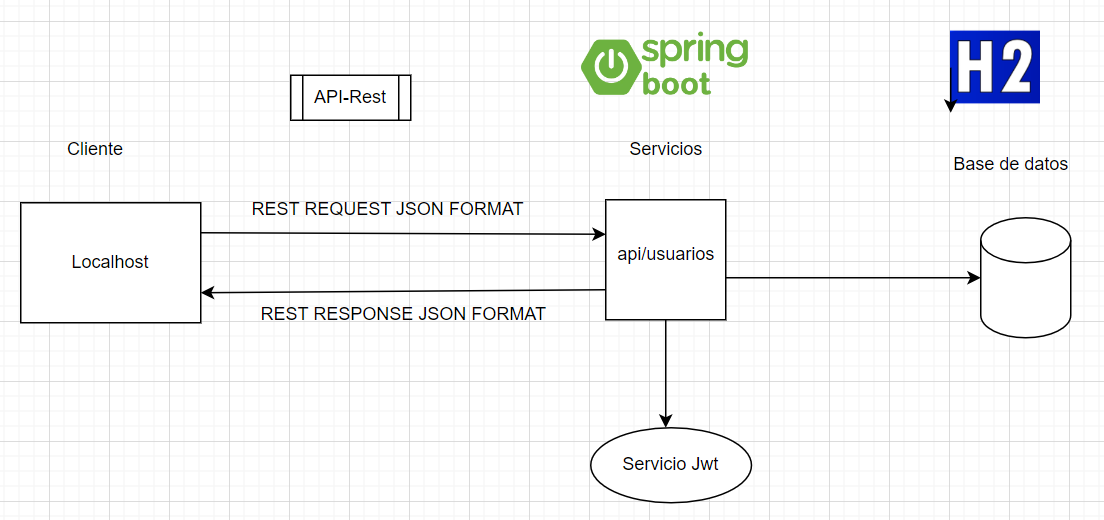 spring
boot
H2
API-Rest
Cliente
Servicios
Base de datos
REST REQUEST JSON FORMAT
Localhost
api/usuarios
REST RESPONSE JSON FORMAT
Servicio Jwt